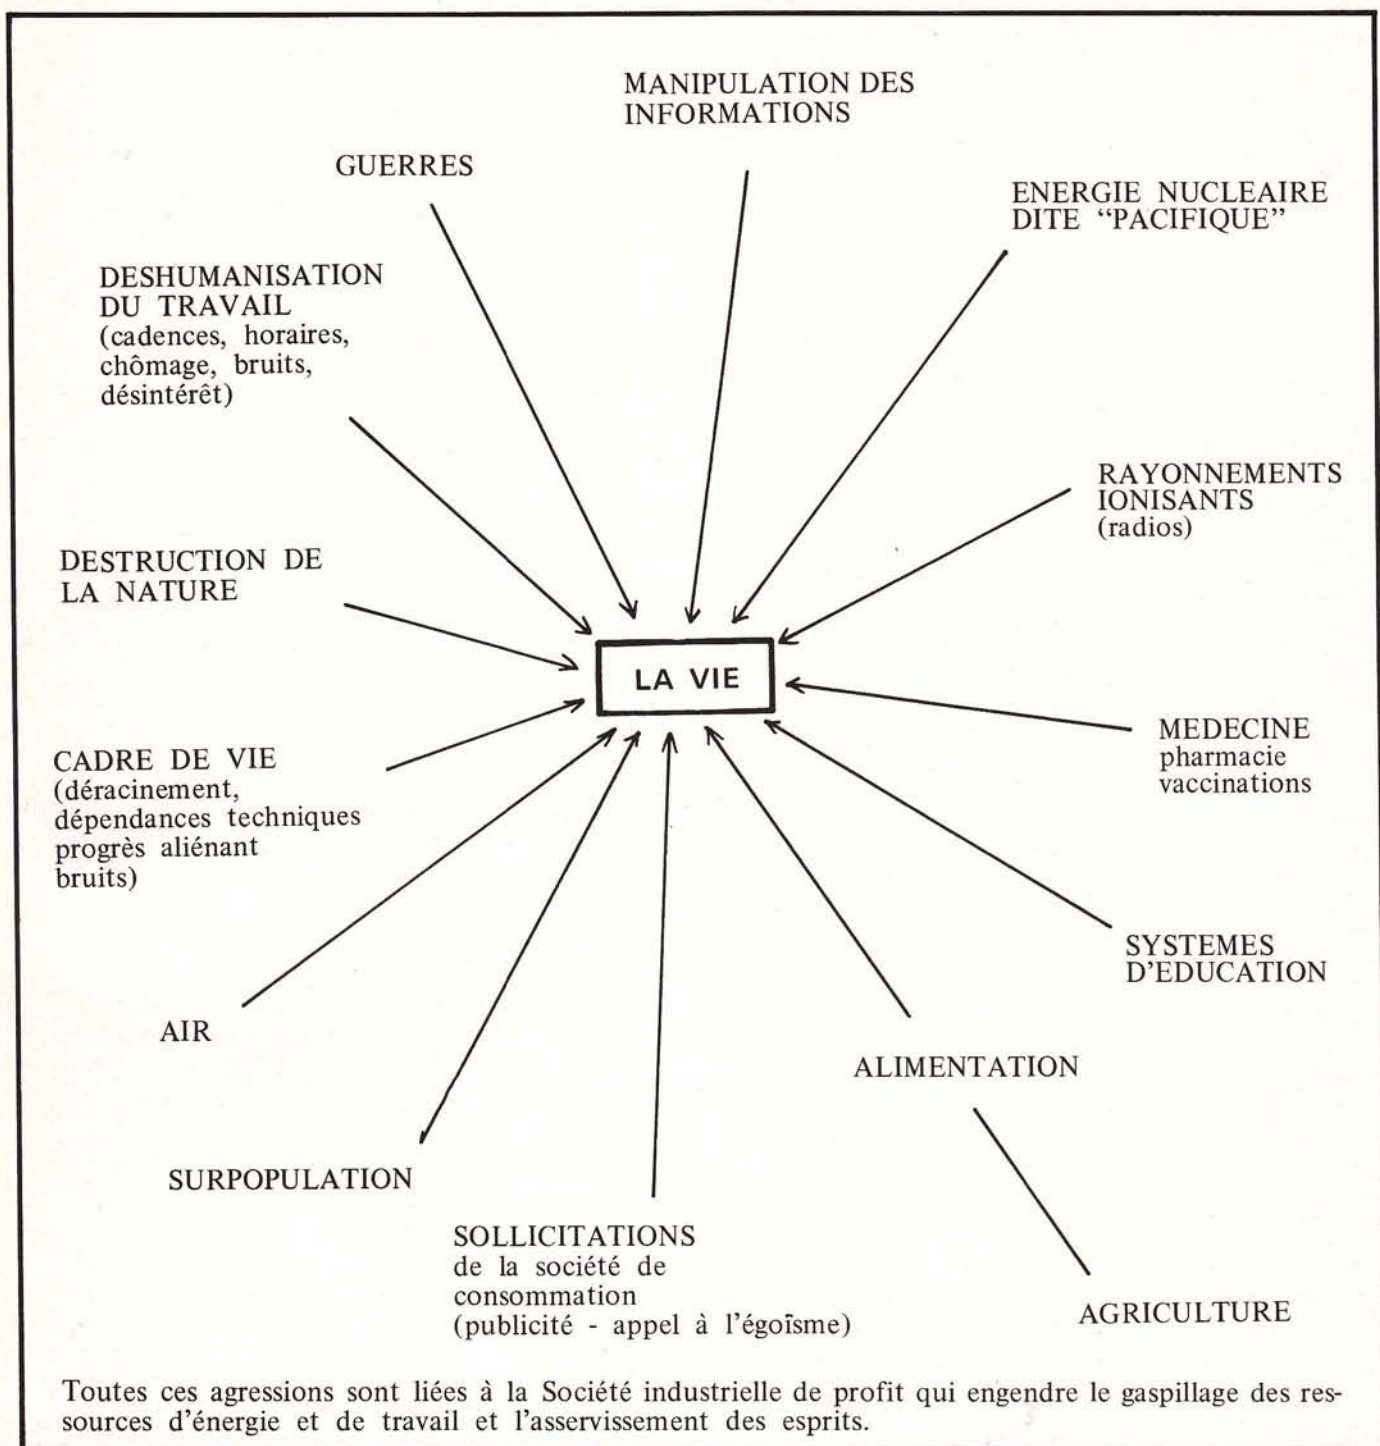 MANIPULATION DES
INFORMATIONS
GUERRES
ENERGIE NUCLEAIRE
DITE “PACIFIQUE”
DESHUMANISATION
DU TRAVAIL
(cadences, horaires,
chômage, bruits,
désintérêt)
RAYONNEMENTS
IONISANTS
(radios)
DESTRUCTION DE
LA NATURE
LA VIE
MEDECINE
pharmacie
vaccinations
CADRE DE VIE
(déracinement,
dépendances techniques
progrès aliénant
bruits)
SYSTEMES
D'EDUCATION
AIR
ALIMENTATION
SURPOPULATION
SOLLICITATIONS
de la société de
consommation
(publicité - appel à l'égoïsme)
AGRICULTURE
Toutes ces agressions sont liées à la Société industrielle de profit qui engendre le gaspillage des res-
sources d'énergie et de travail et l'asservissement des esprits.